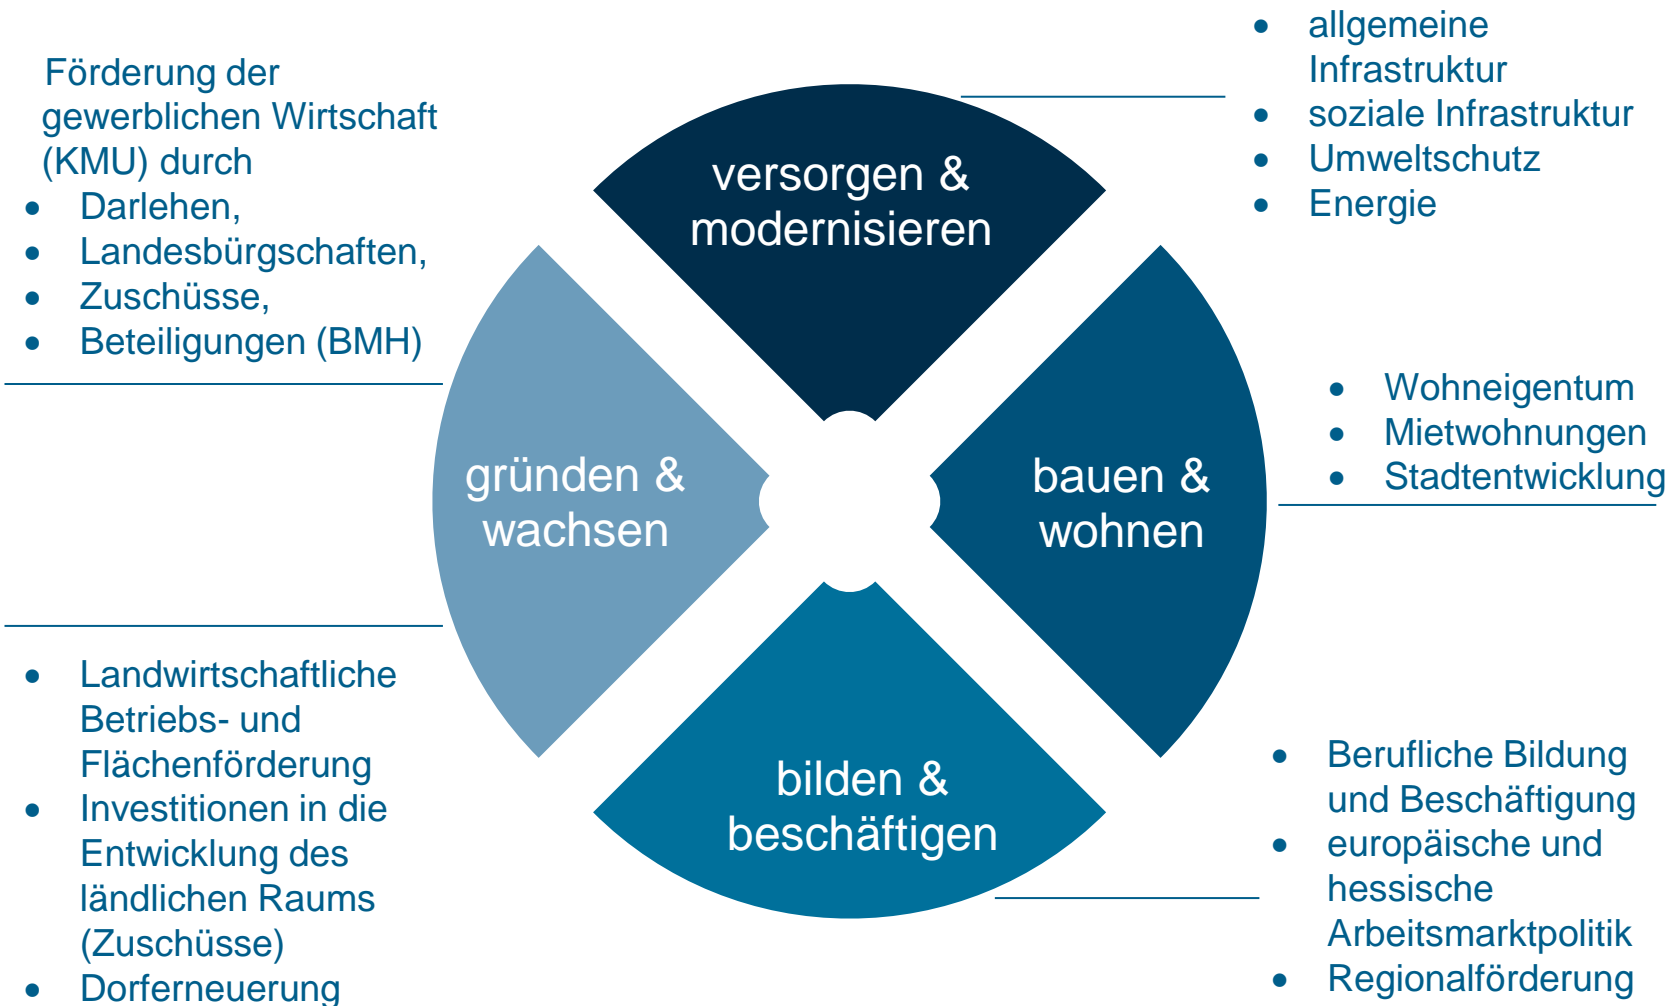 Förderung der
gewerblichen Wirtschaft
(KMU) durch
• Darlehen,
• Landesbürgschaften,
• Zuschüsse,
• Beteiligungen (BMH)
versorgen &
modernisieren
• allgemeine
Infrastruktur
• soziale Infrastruktur
• Umweltschutz
• Energie
gründen &
wachsen
bauen &
wohnen
• Wohneigentum
• Mietwohnungen
• Stadtentwicklung
• Landwirtschaftliche
Betriebs- und
Flächenförderung
• Investitionen in die
Entwicklung des
ländlichen Raums
(Zuschüsse)
• Dorferneuerung
bilden &
beschäftigen
• Berufliche Bildung
und Beschäftigung
• europäische und
hessische
Arbeitsmarktpolitik
• Regionalförderung